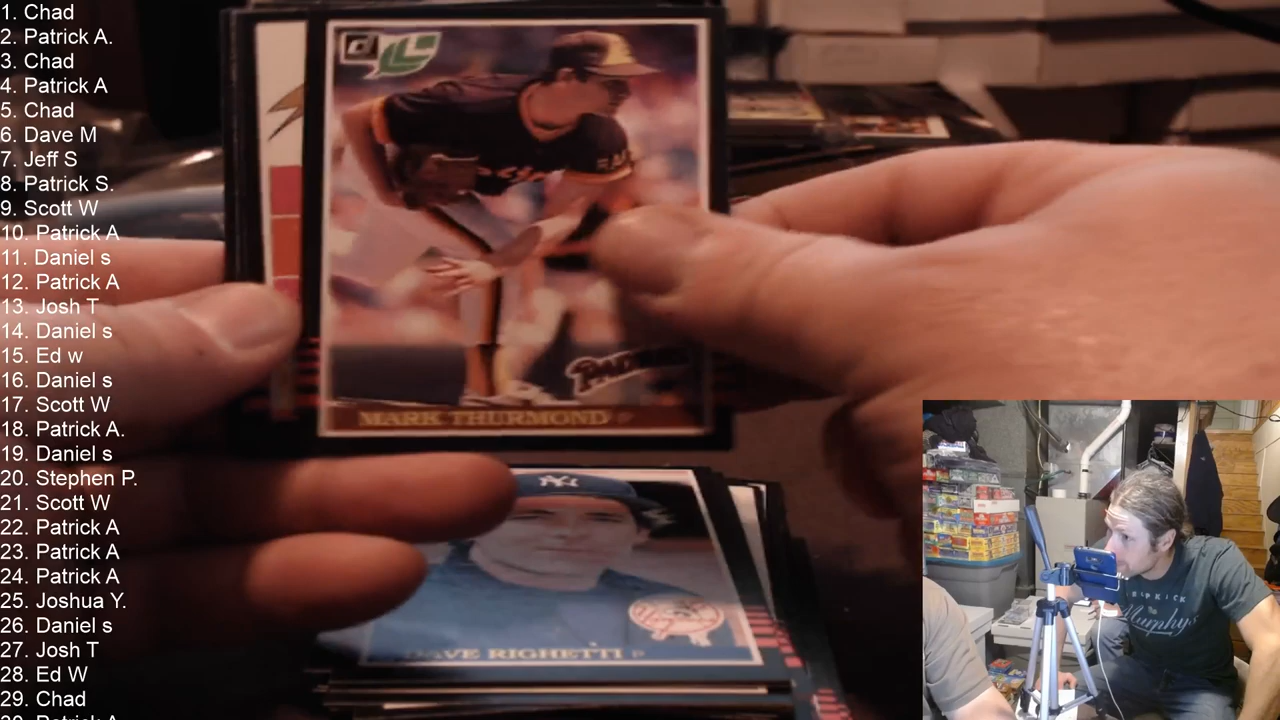 1. Chad
2. Patrick A.
3. Chad
4. Patrick A
5. Chad
6. Dave M
7. Jeff S
8. Patrick S.
9. Scott W
10. Patrick A
11. Daniel s
12. Patrick A
13. Josh T
14. Daniel s
15. Ed w
16. Daniel s
17. Scott W
18. Patrick A.
19. Daniel s
20. Stephen P.
21. Scott W
22. Patrick A
23. Patrick A
24. Patrick A
25. Joshua Y.
26. Daniel s
27. Josh T
28. Ed W
29. Chad
30. Patrick A
d
PADRES
MARK THURMOND P
NY
DAVE RIGHETTI P
Murphys